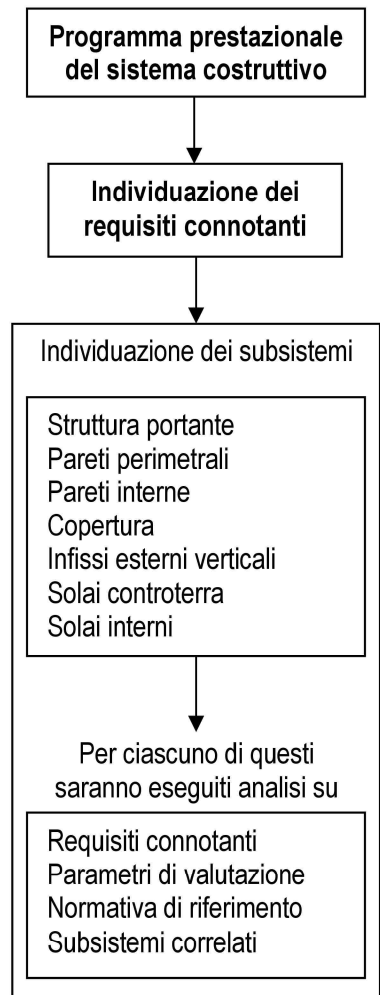 Programma prestazionale
del sistema costruttivo
Individuazione dei
requisiti connotanti
Individuazione dei subsistemi
Struttura portante
Pareti perimetrali
Pareti interne
Copertura
Infissi esterni verticali
Solai controterra
Solai interni
Per ciascuno di questi
saranno eseguiti analisi su
Requisiti connotanti
Parametri di valutazione
Normativa di riferimento
Subsistemi correlati